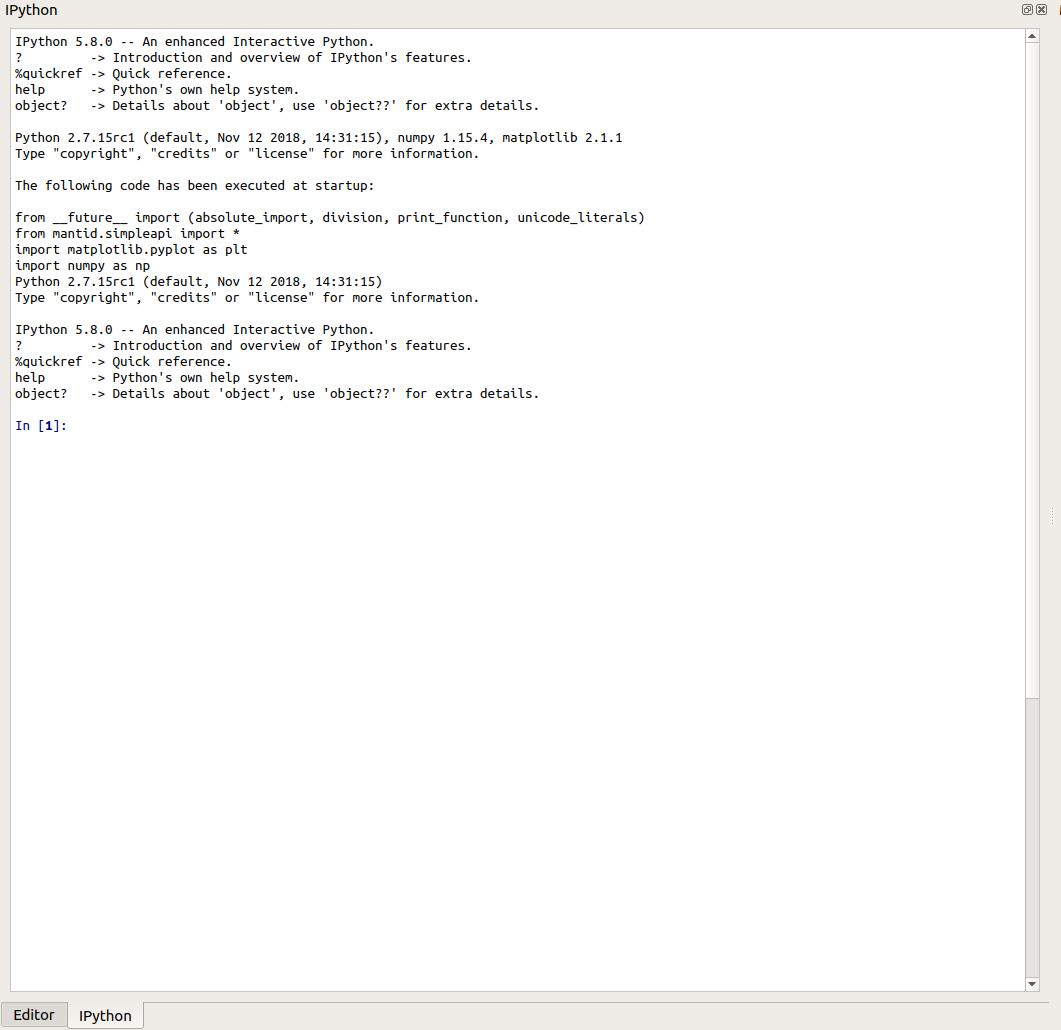 IPython
IPython 5.8.0 -- An enhanced Interactive Python.
?         -> Introduction and overview of IPython's features.
%quickref -> Quick reference.
help      -> Python's own help system.
object?   -> Details about 'object', use 'object??' for extra details.

Python 2.7.15rc1 (default, Nov 12 2018, 14:31:15), numpy 1.15.4, matplotlib 2.1.1
Type "copyright", "credits" or "license" for more information.

The following code has been executed at startup:

from __future__ import (absolute_import, division, print_function, unicode_literals)
from mantid.simpleapi import *
import matplotlib.pyplot as plt
import numpy as np
Python 2.7.15rc1 (default, Nov 12 2018, 14:31:15)
Type "copyright", "credits" or "license" for more information.

IPython 5.8.0 -- An enhanced Interactive Python.
?         -> Introduction and overview of IPython's features.
%quickref -> Quick reference.
help      -> Python's own help system.
object?   -> Details about 'object', use 'object??' for extra details.

In [1]:
Editor IPython